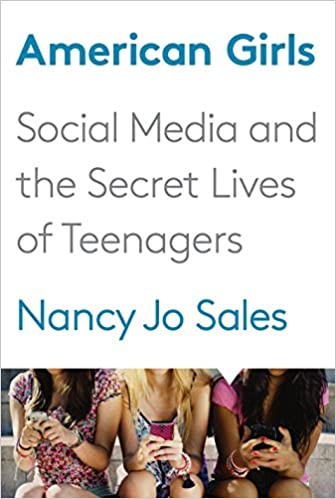 American Girls
Social Media and
the Secret Lives
of Teenagers
Nancy Jo Sales